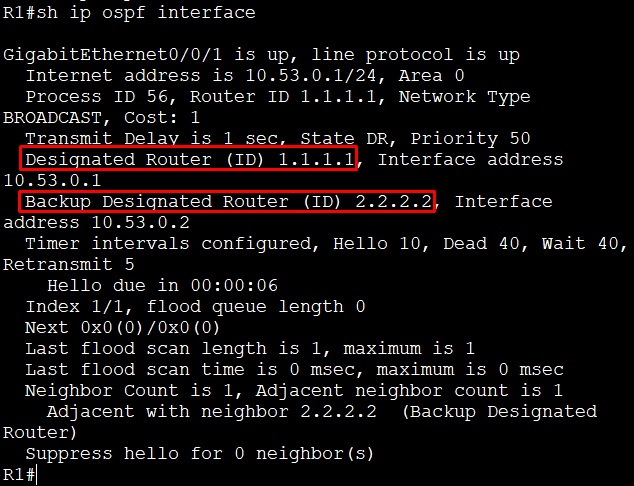 R1#sh ip ospf interface
GigabitEthernet0/0/1 is up, line protocol is up
Internet address is 10.53.0.1/24, Area 0
Process ID 56, Router ID 1.1.1.1, Network Type
BROADCAST, Cost: 1
Transmit Delay is 1 sec, State DR, Priority 50
Designated Router (ID) 1.1.1.1, Interface address
10.53.0.1
Backup Designated Router (ID) 2.2.2.2, Interface
address 10.53.0.2
Timer intervals configured, Hello 10, Dead 40, Wait 40,
Retransmit 5
Hello due in 00:00:06
Index 1/1, flood queue length 0
Next 0x0(0)/0x0(0)
Last flood scan length is 1, maximum is 1
Last flood scan time is 0 msec, maximum is 0 msec
Neighbor Count is 1, Adjacent neighbor count is 1
Adjacent with neighbor 2.2.2.2  (Backup Designated
Router)
Suppress hello for 0 neighbor(s)
R1#